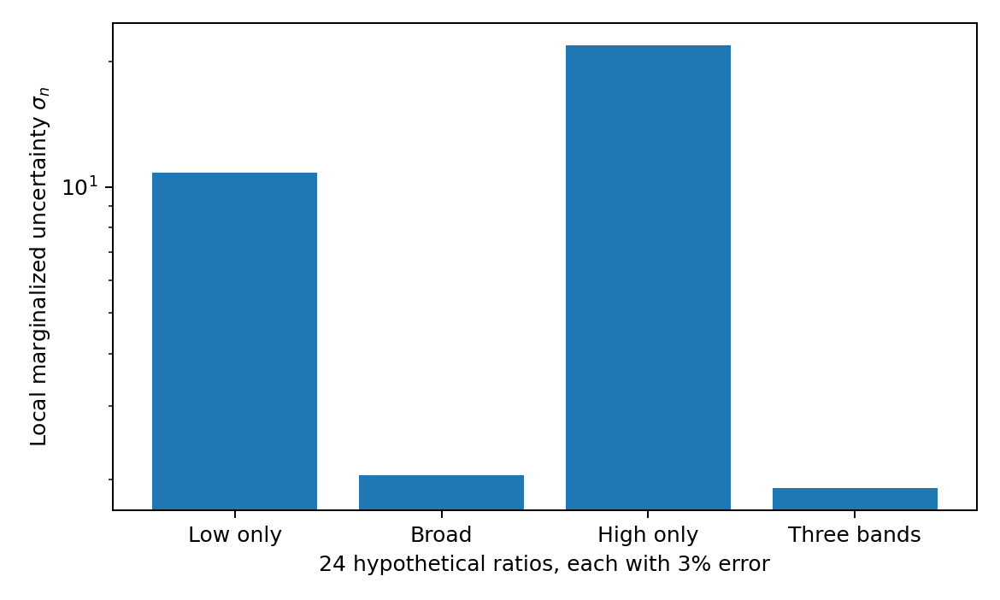 Local marginalized uncertainty σₙ
10¹
Low only
Broad
High only
Three bands
24 hypothetical ratios, each with 3% error